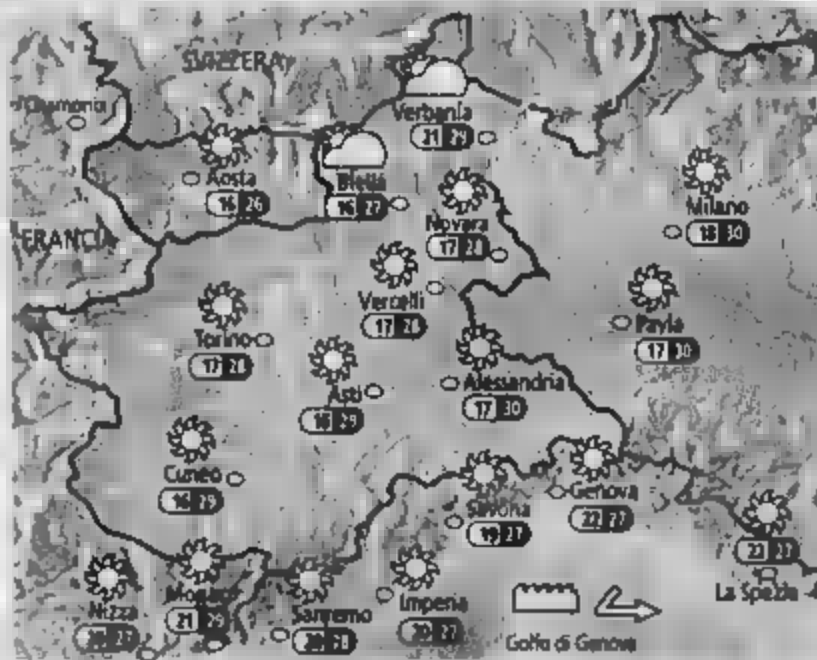 SVIZZERA
Chamonix
Verbania
21 29
Aosta
16 26
Biella
16 27
Novara
17 28
Milano
18 30
FRANCIA
Vercelli
17 28
Torino
17 28
Pavia
17 30
Asti
16 29
Alessandria
17 30
Cuneo
16 29
Savona
19 27
Genova
22 27
La Spezia
Nizza
20 27
Monaco
21 29
Sanremo
20 28
Imperia
20 27
Golfo di Genova